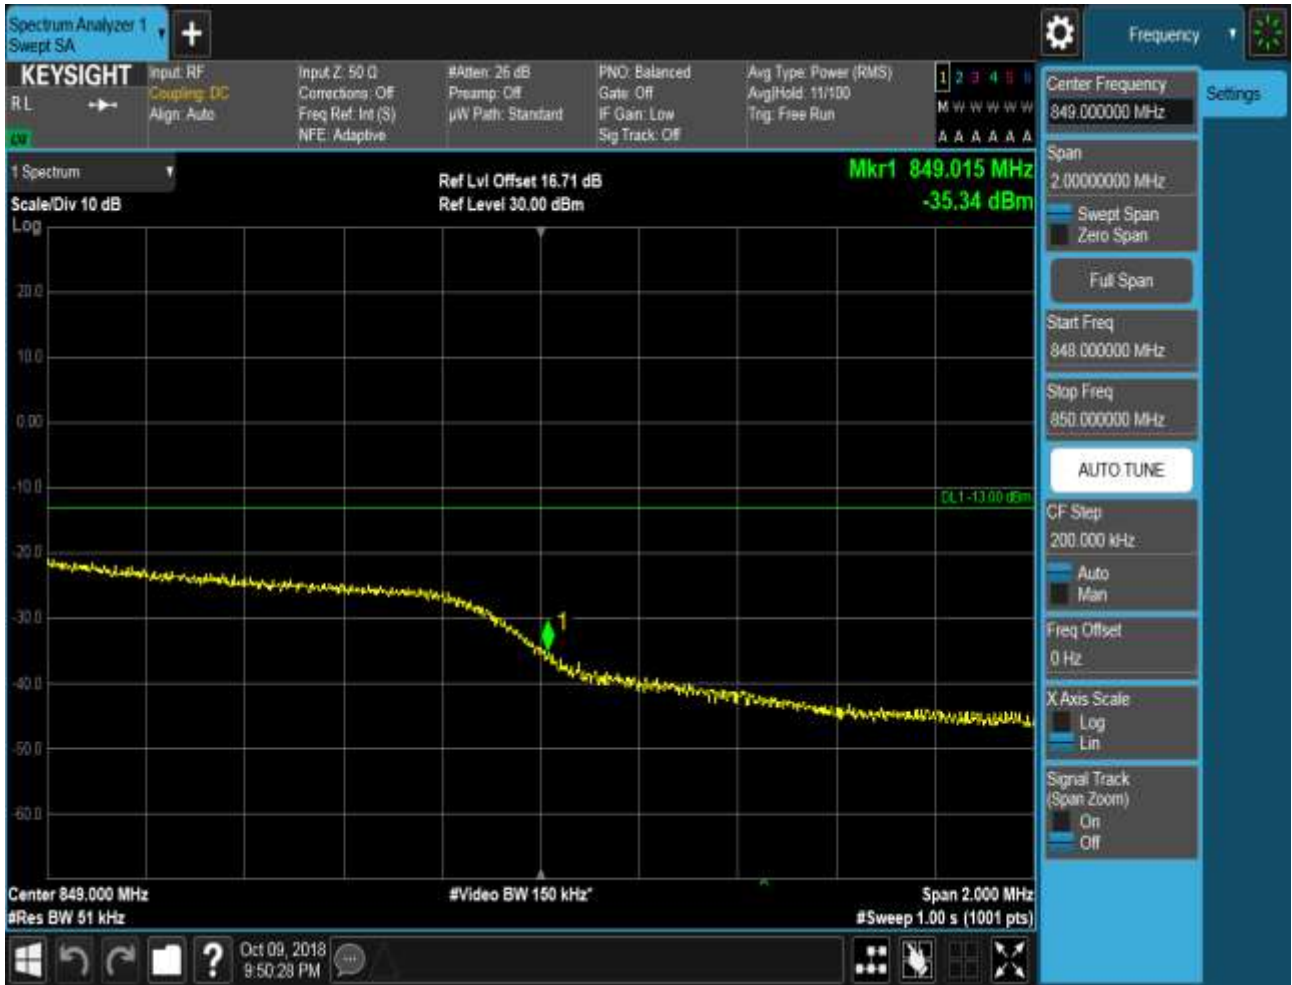 Spectrum Analyzer 1
Swept SA
+
Frequency
KEYSIGHT
R L
Input: RF
Coupling: DC
Align: Auto
Input Z: 50 Ω
Corrections: Off
Freq Ref: Int (S)
NFE: Adaptive
#Atten: 26 dB
Preamp: Off
µW Path: Standard
PNO: Balanced
Gate: Off
IF Gain: Low
Sig Track: Off
Avg Type: Power (RMS)
Avg|Hold: 11/100
Trig: Free Run
1 2 3 4 5 6
M W W W W W
A A A A A A
1 Spectrum
Scale/Div 10 dB
Log
Ref Lvl Offset 16.71 dB
Ref Level 30.00 dBm
Mkr1 849.015 MHz
-35.34 dBm
20.0
10.0
0.00
-10.0
-20.0
-30.0
-40.0
-50.0
-60.0
DL1 -13.00 dBm
1
Center 849.000 MHz
#Res BW 51 kHz
#Video BW 150 kHz*
Span 2.000 MHz
#Sweep 1.00 s (1001 pts)
Center Frequency
849.000000 MHz
Settings
Span
2.00000000 MHz
Swept Span
Zero Span
Full Span
Start Freq
848.000000 MHz
Stop Freq
850.000000 MHz
AUTO TUNE
CF Step
200.000 kHz
Auto
Man
Freq Offset
0 Hz
X Axis Scale
Log
Lin
Signal Track
(Span Zoom)
On
Off
?
Oct 09, 2018
9:50:28 PM